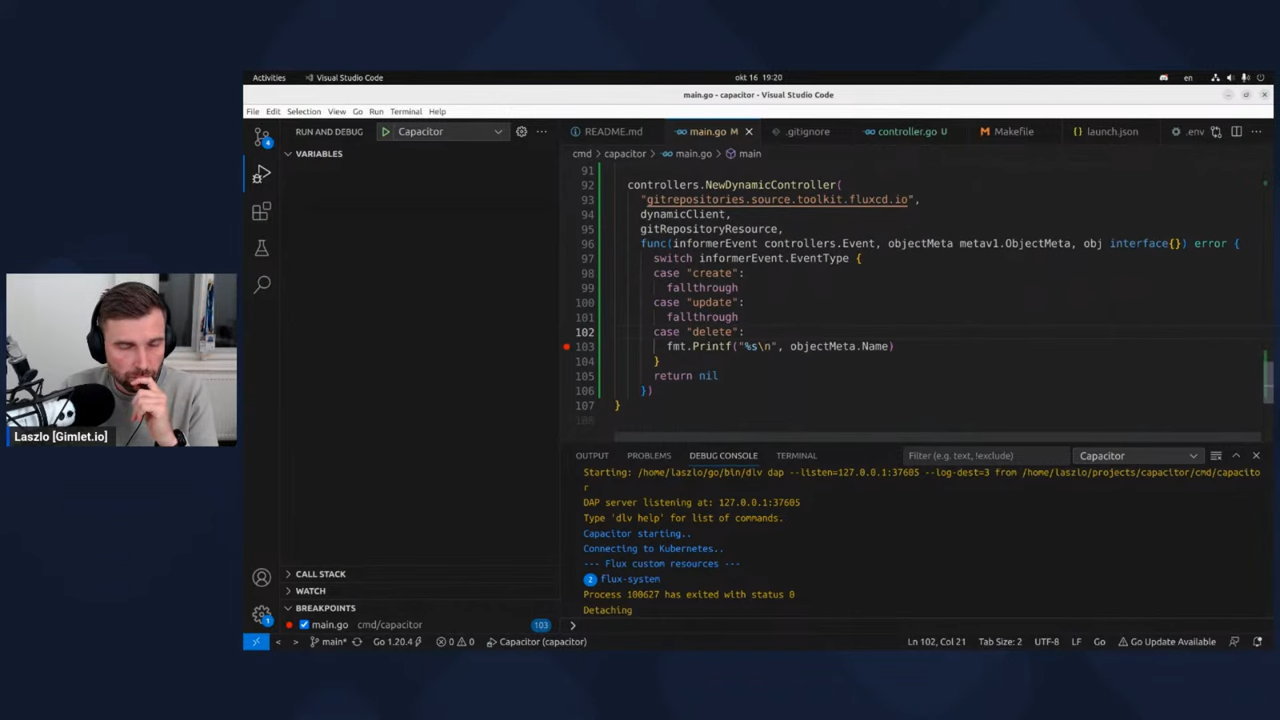 Activities
Visual Studio Code
okt 16 19:20
en
main.go - capacitor - Visual Studio Code
File Edit Selection View Go Run Terminal Help
RUN AND DEBUG
Capacitor
README.md
main.go M
.gitignore
controller.go U
Makefile
launch.json
.env
VARIABLES
cmd > capacitor > main.go > main
91
92 controllers.NewDynamicController(
93 "gitrepositories.source.toolkit.fluxcd.io",
94 dynamicClient,
95 gitRepositoryResource,
96 func(informerEvent controllers.Event, objectMeta metav1.ObjectMeta, obj interface{}) error {
97 switch informerEvent.EventType {
98 case "create":
99 fallthrough
100 case "update":
101 fallthrough
102 case "delete":
103 fmt.Printf("%s\n", objectMeta.Name)
104 }
105 return nil
106 })
107 }
108
Laszlo [Gimlet.io]
OUTPUT PROBLEMS DEBUG CONSOLE TERMINAL
Filter (e.g. text, !exclude)
Capacitor
Starting: /home/laszlo/go/bin/dlv dap --listen=127.0.0.1:37605 --log-dest=3 from /home/laszlo/projects/capacitor/cmd/capacito
r
DAP server listening at: 127.0.0.1:37605
Type 'dlv help' for list of commands.
Capacitor starting..
Connecting to Kubernetes..
--- Flux custom resources ---
2 flux-system
Process 100627 has exited with status 0
Detaching
CALL STACK
WATCH
BREAKPOINTS
main.go cmd/capacitor 103
4
1
main* Go 1.20.4 0 0 Capacitor (capacitor)
Ln 102, Col 21 Tab Size: 2 UTF-8 LF Go Go Update Available